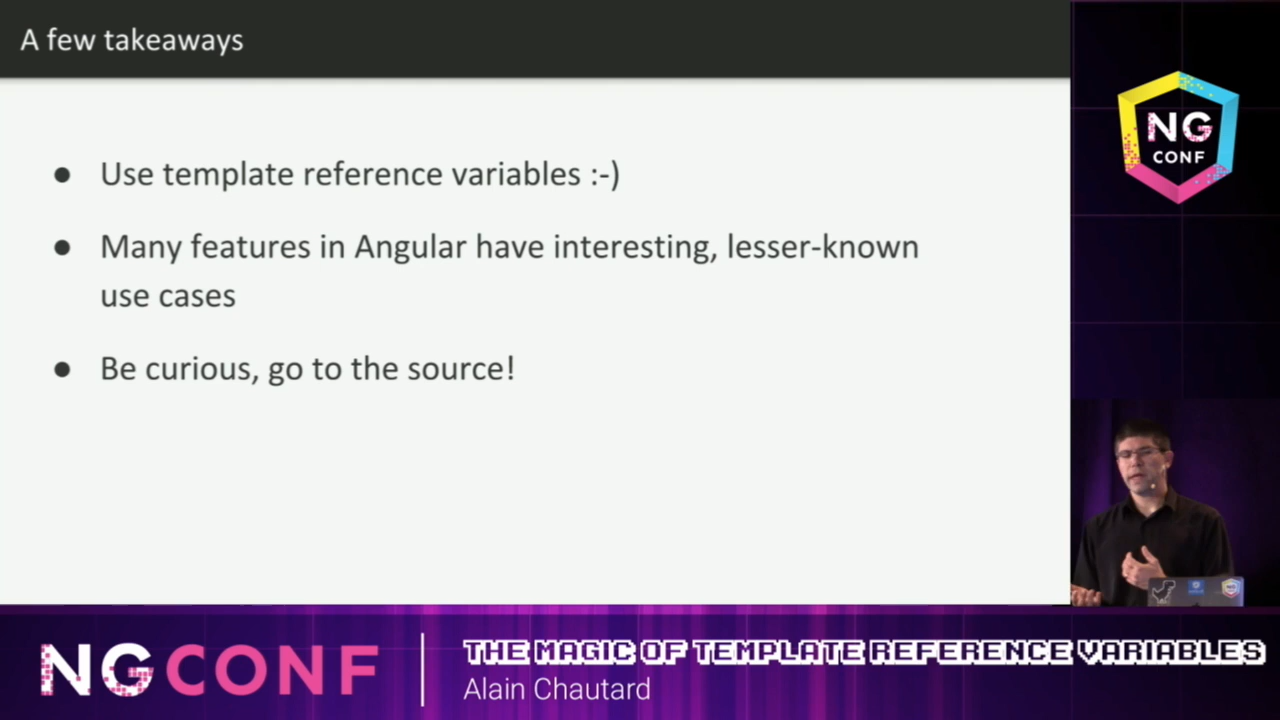 A few takeaways
● Use template reference variables :-)
● Many features in Angular have interesting, lesser-known
use cases
● Be curious, go to the source!
NG
CONF
NGCONF
THE MAGIC OF TEMPLATE REFERENCE VARIABLES
Alain Chautard